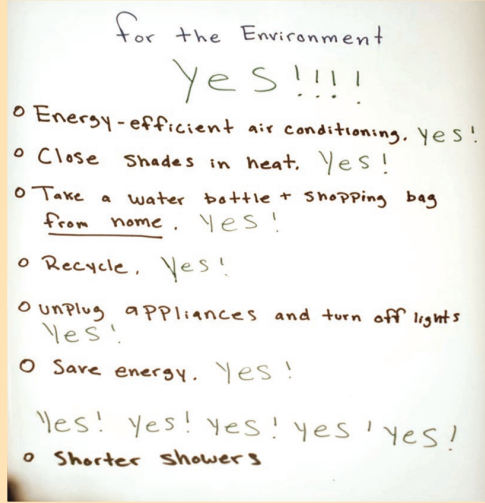 for the Environment
Yes!!!!
o Energy-efficient air conditioning. Yes!
o Close shades in heat. Yes!
o Take a water bottle + shopping bag
from home. Yes!
o Recycle. Yes!
o unplug appliances and turn off lights
Yes!
o Save energy. Yes!
Yes! Yes! Yes! Yes! Yes!
o Shorter showers